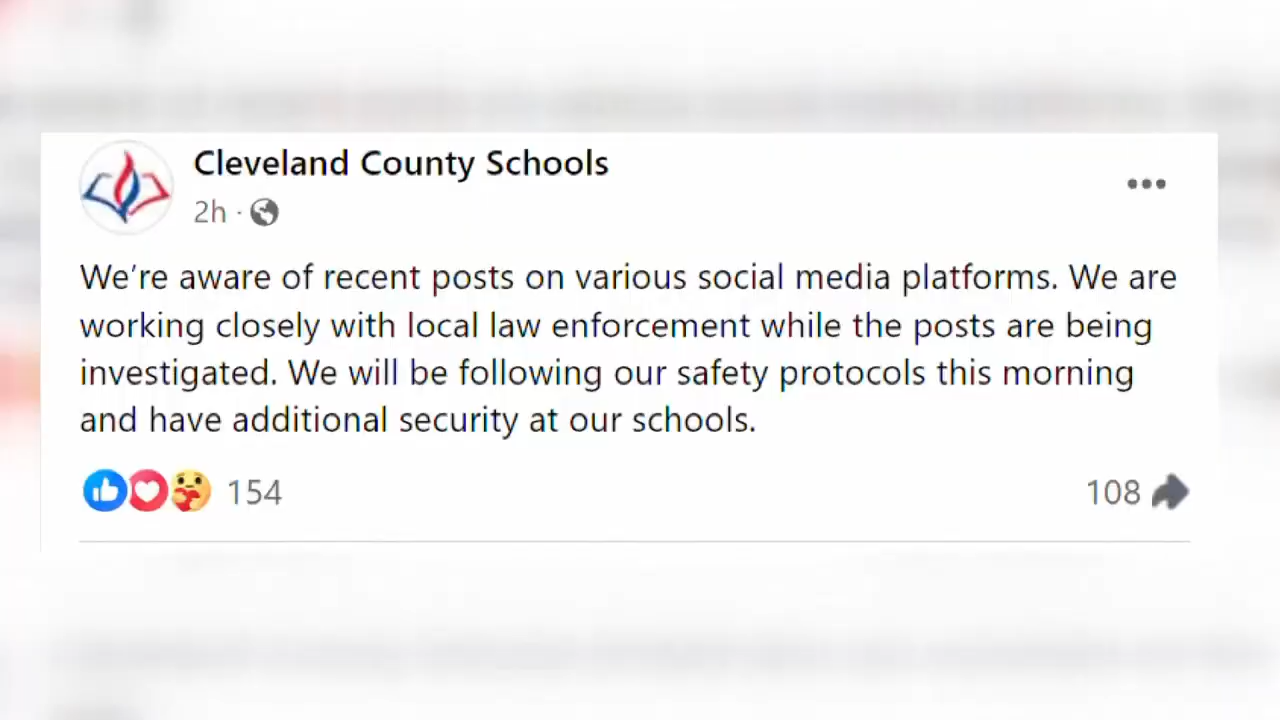 Cleveland County Schools
2h ·
We’re aware of recent posts on various social media platforms. We are
working closely with local law enforcement while the posts are being
investigated. We will be following our safety protocols this morning
and have additional security at our schools.
154
108